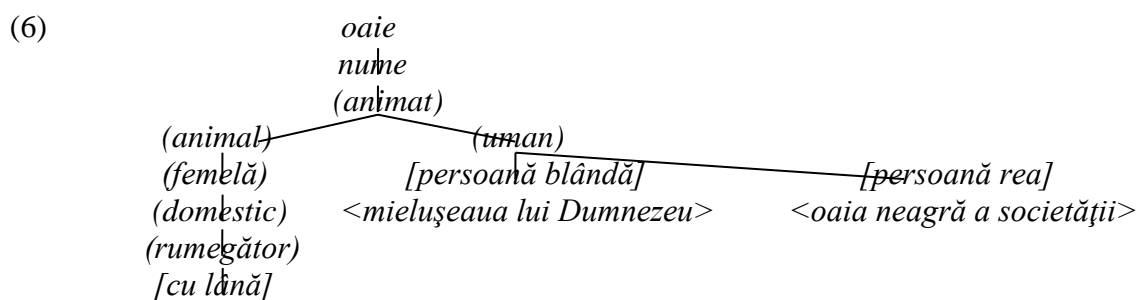 (6) oaie
nume
(animat)
(animal) (uman)
(femelă) [persoană blândă] [persoană rea]
(domestic) <mieluşeaua lui Dumnezeu> <oaia neagră a societăţii>
(rumegător)
[cu lână]